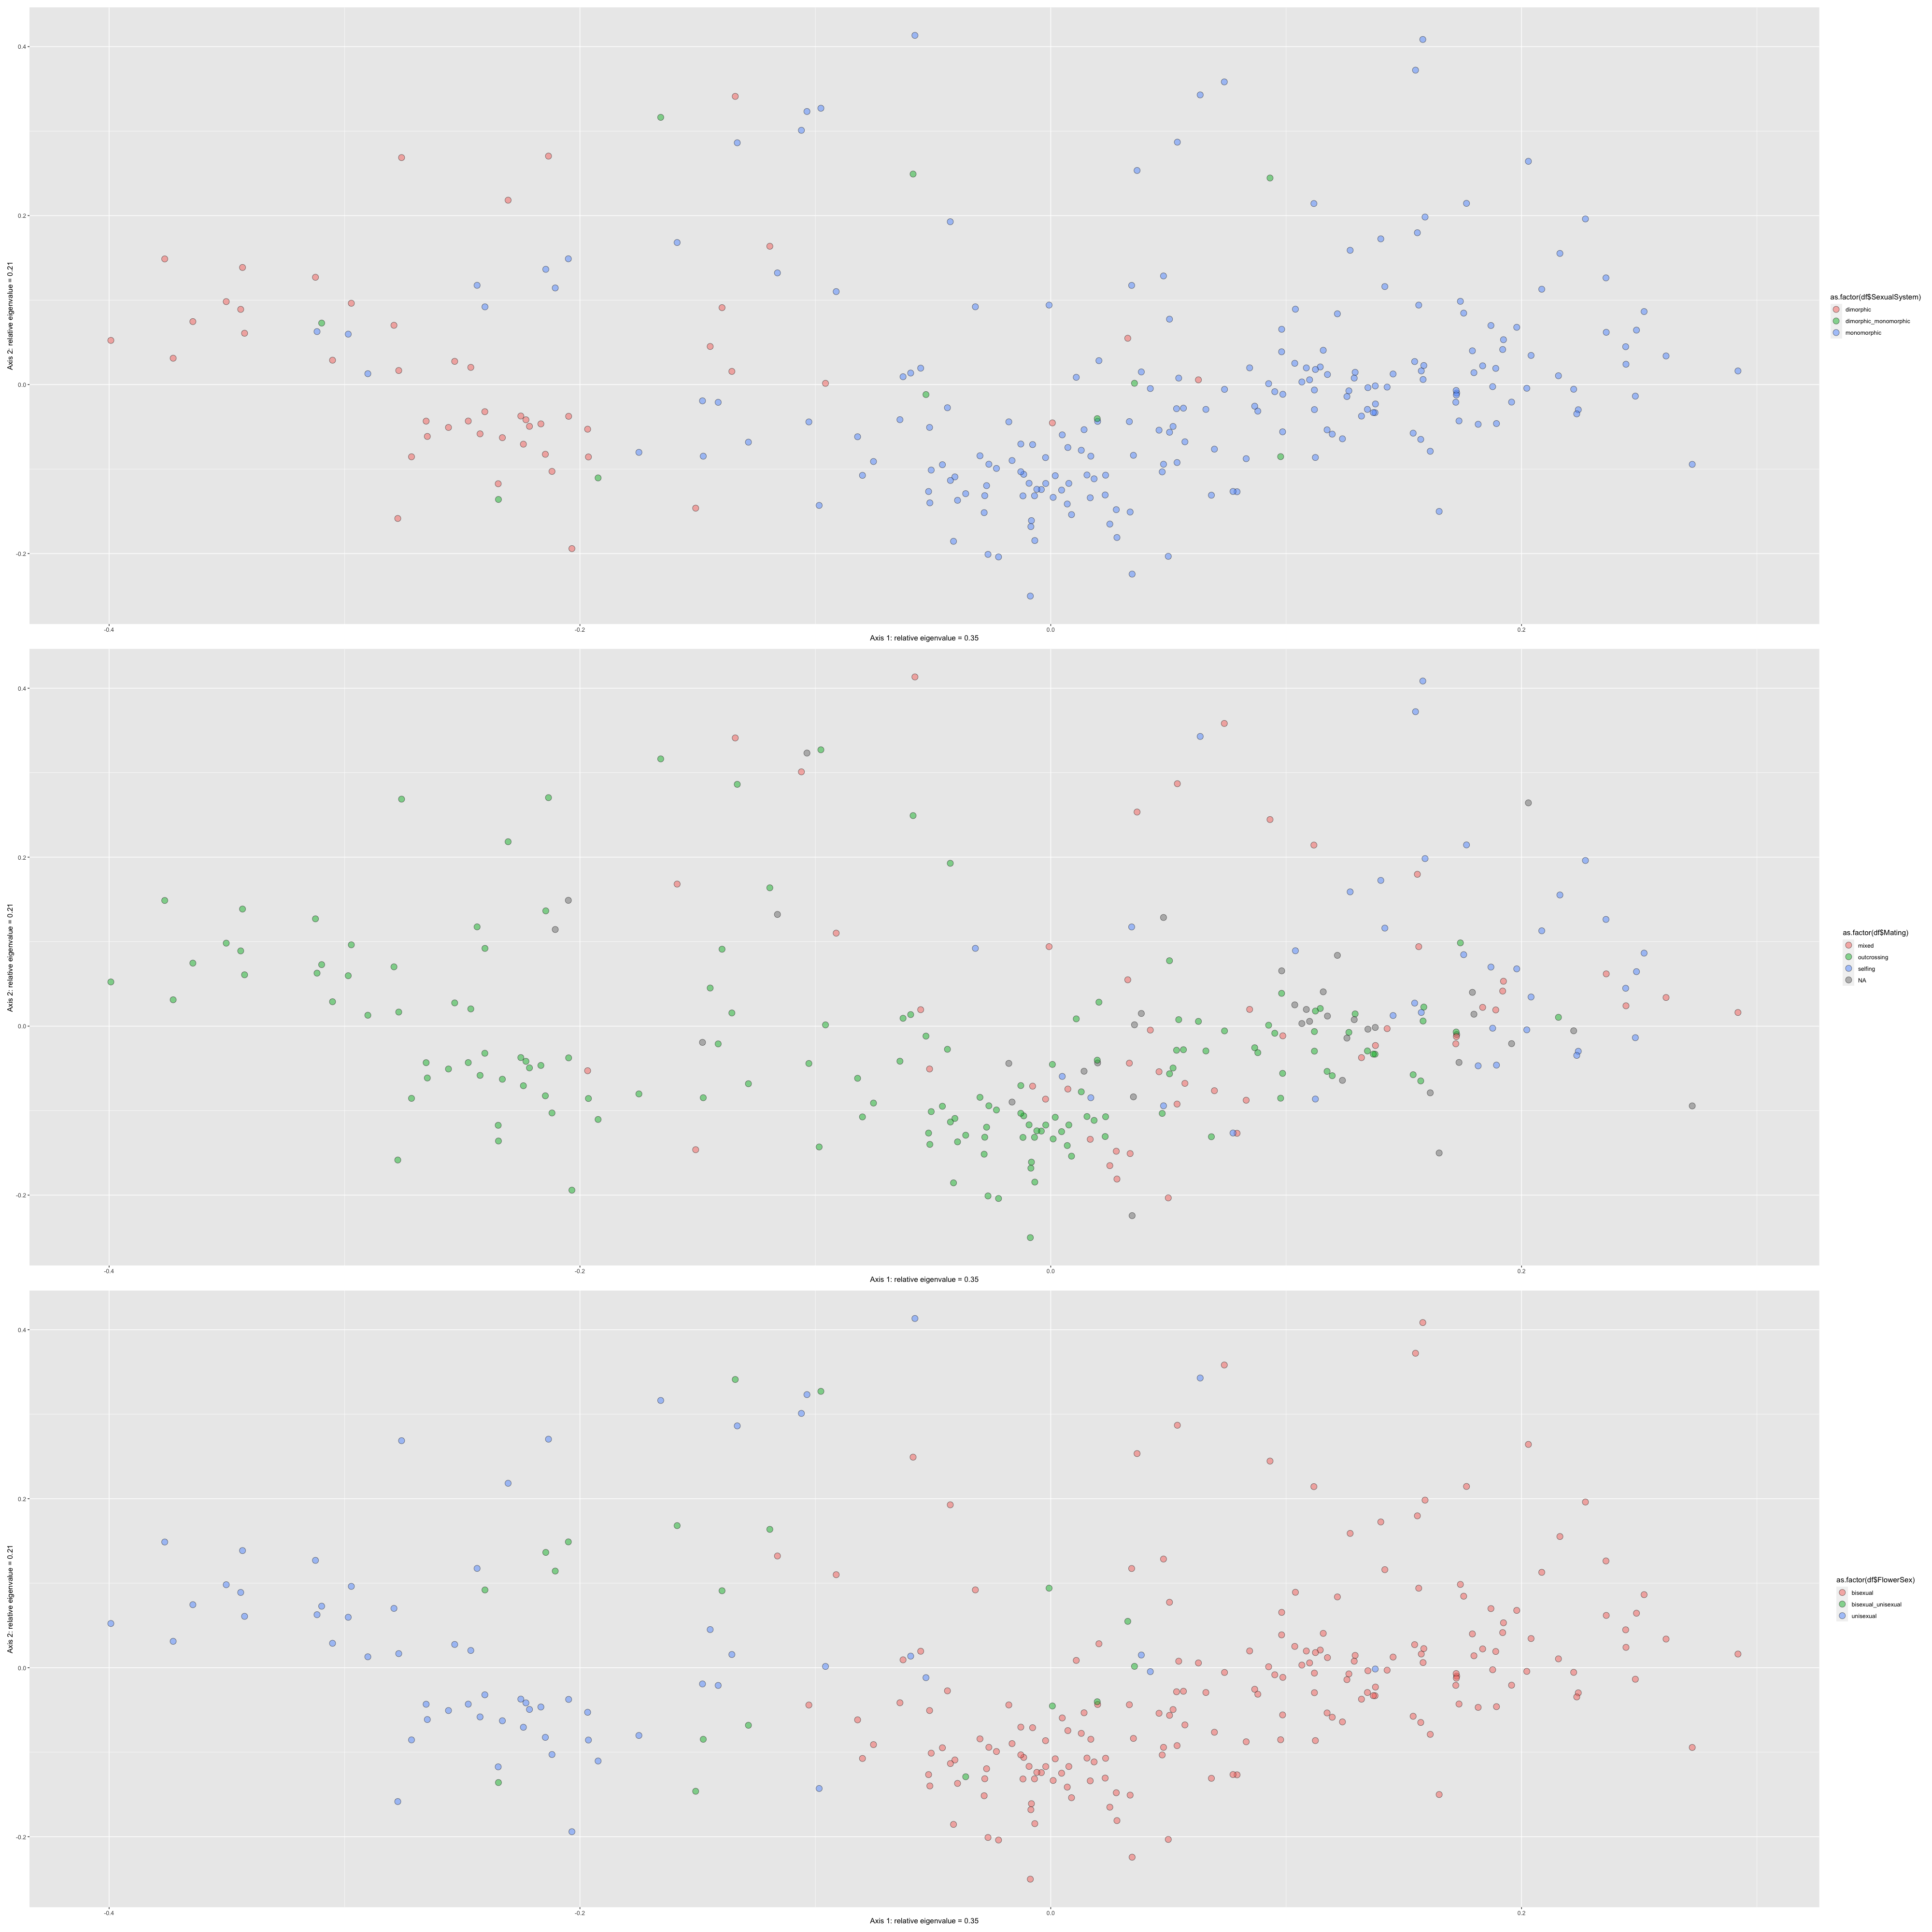 0.4
0.2
0.0
-0.2
Axis 2: relative eigenvalue = 0.21
-0.4
-0.2
0.0
0.2
Axis 1: relative eigenvalue = 0.35
as.factor(df$SexualSystem)
dimorphic
dimorphic_monomorphic
monomorphic
0.4
0.2
0.0
-0.2
Axis 2: relative eigenvalue = 0.21
-0.4
-0.2
0.0
0.2
Axis 1: relative eigenvalue = 0.35
as.factor(df$Mating)
mixed
outcrossing
selfing
NA
0.4
0.2
0.0
-0.2
Axis 2: relative eigenvalue = 0.21
-0.4
-0.2
0.0
0.2
Axis 1: relative eigenvalue = 0.35
as.factor(df$FlowerSex)
bisexual
bisexual_unisexual
unisexual